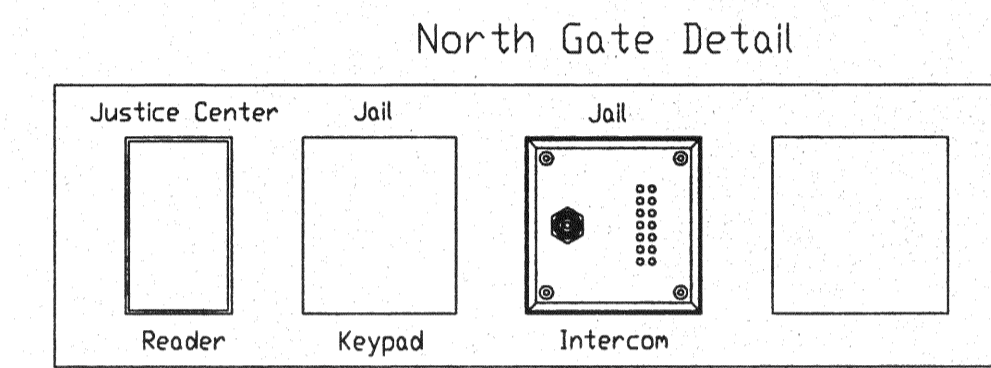 North Gate Detail
Justice Center Jail Jail
Reader Keypad Intercom